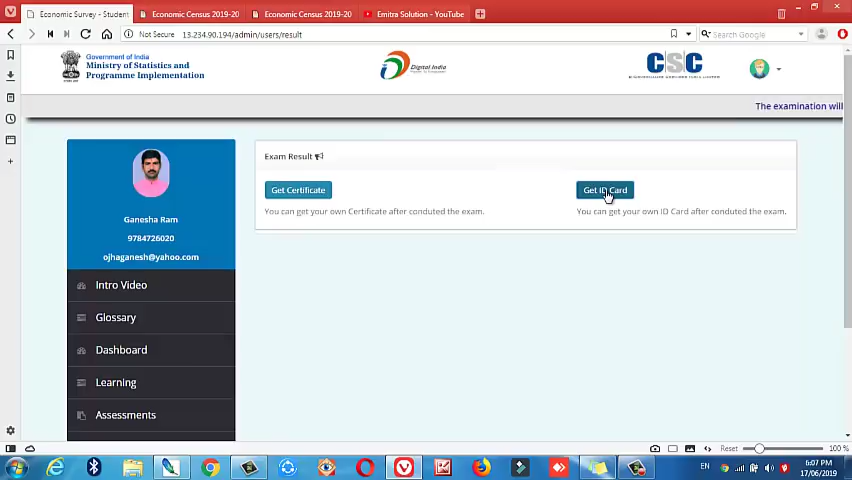 Economic Survey - Student
Economic Census 2019-20
Economic Census 2019-20
Emitra Solution - YouTube
Not Secure
13.234.90.194/admin/users/result
Search Google
Government of India
Ministry of Statistics and
Programme Implementation
Digital India
CSC
The examination will
Exam Result
Get Certificate
Get ID Card
You can get your own Certificate after conduted the exam.
You can get your own ID Card after conduted the exam.
Ganesha Ram
9784726020
ojhaganesh@yahoo.com
Intro Video
Glossary
Dashboard
Learning
Assessments
Reset
100 %
EN
6:07 PM
17/06/2019